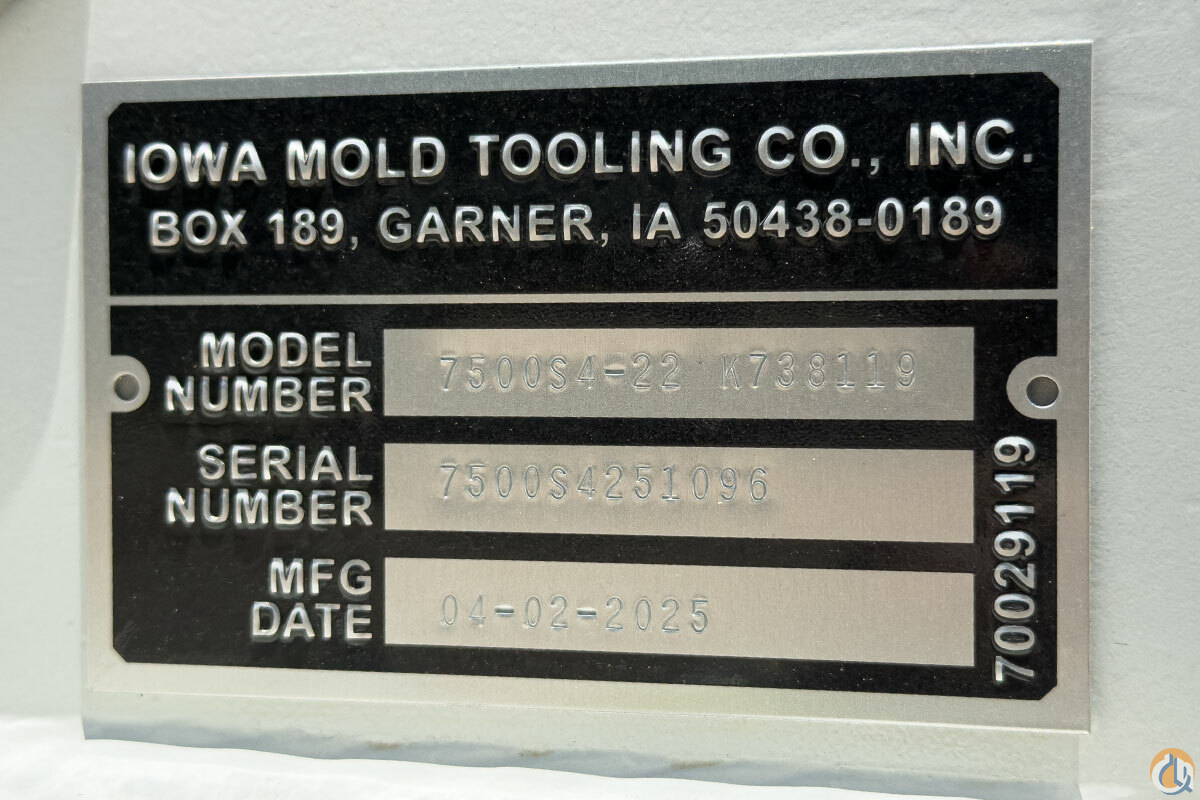 IOWA MOLD TOOLING CO., INC.
BOX 189, GARNER, IA 50438-0189
MODEL
NUMBER
7500S4-22 K738119
SERIAL
NUMBER
7500S4251096
MFG
DATE
04-02-2025
70029119